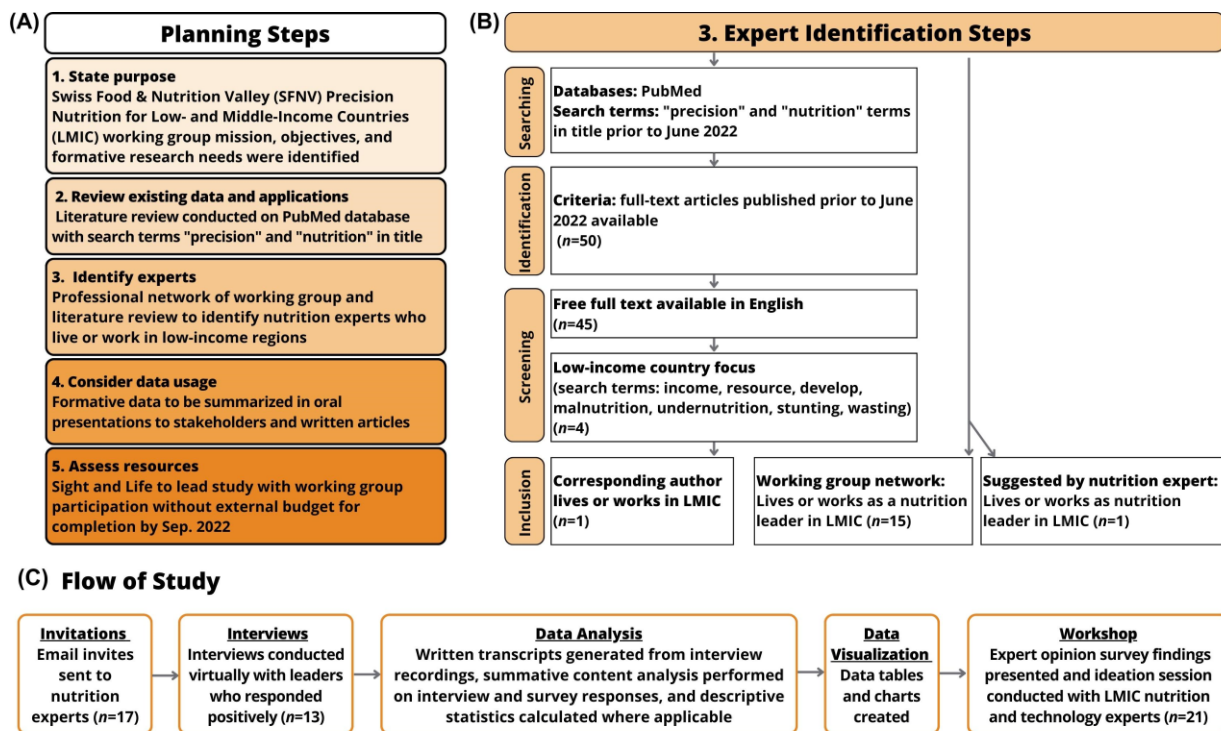 (A)
Planning Steps
1. State purpose
Swiss Food & Nutrition Valley (SFNV) Precision
Nutrition for Low- and Middle-Income Countries
(LMIC) working group mission, objectives, and
formative research needs were identified
2. Review existing data and applications
Literature review conducted on PubMed database
with search terms "precision" and "nutrition" in title
3. Identify experts
Professional network of working group and
literature review to identify nutrition experts who
live or work in low-income regions
4. Consider data usage
Formative data to be summarized in oral
presentations to stakeholders and written articles
5. Assess resources
Sight and Life to lead study with working group
participation without external budget for
completion by Sep. 2022
(B)
3. Expert Identification Steps
Searching
Databases: PubMed
Search terms: "precision" and "nutrition" terms
in title prior to June 2022
Identification
Criteria: full-text articles published prior to June
2022 available
(n=50)
Screening
Free full text available in English
(n=45)
Low-income country focus
(search terms: income, resource, develop,
malnutrition, undernutrition, stunting, wasting)
(n=4)
Inclusion
Corresponding author
lives or works in LMIC
(n=1)
Working group network:
Lives or works as a nutrition
leader in LMIC (n=15)
Suggested by nutrition expert:
Lives or works as nutrition
leader in LMIC (n=1)
(C) Flow of Study
Invitations
Email invites
sent to
nutrition
experts (n=17)
Interviews
Interviews conducted
virtually with leaders
who responded
positively (n=13)
Data Analysis
Written transcripts generated from interview
recordings, summative content analysis performed
on interview and survey responses, and descriptive
statistics calculated where applicable
Data
Visualization
Data tables
and charts
created
Workshop
Expert opinion survey findings
presented and ideation session
conducted with LMIC nutrition
and technology experts (n=21)